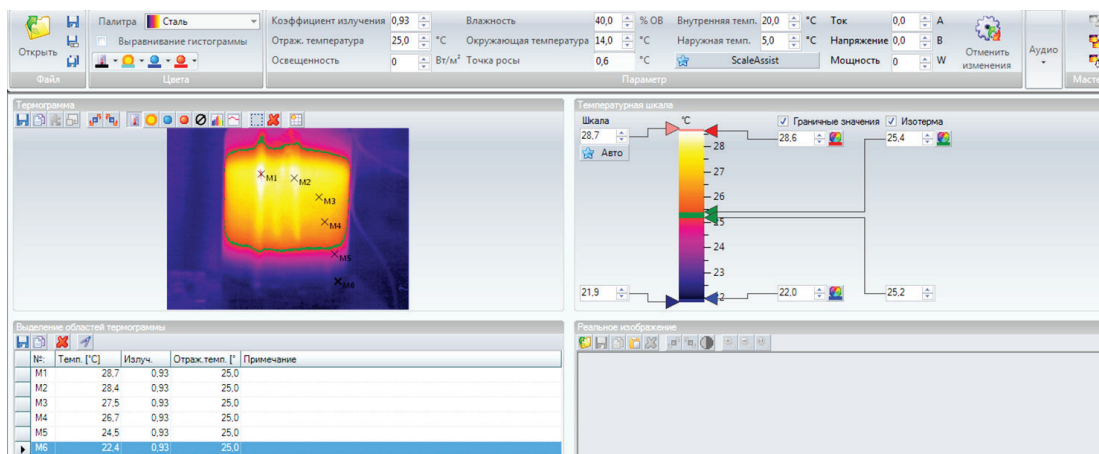 Палитра Сталь
Коэффициент излучения 0,93 Влажность 40,0 % ОВ Внутренняя темп. 20,0 °C Ток 0,0 A
Выравнивание гистограммы
Отраж. температура 25,0 °C Окружающая температура 14,0 °C Наружная темп. 5,0 °C Напряжение 0,0 В
Открыть
Освещенность 0 Вт/м² Точка росы 0,6 °C ScaleAssist Мощность 0 W
Отменить изменения
Аудио
Файл Цвета Параметр Масте
Термограмма
M1
M2
M3
M4
M5
M6
Температурная шкала
Шкала °C Граничные значения Изотерма
28,7 28,6 25,4
Авто
28
27
26
25
24
23
22
21,9 22,0 25,2
Выделение областей термограммы
№: Темп. [°C] Излуч. Отраж.темп. [° Примечание
M1 28,7 0,93 25,0
M2 28,4 0,93 25,0
M3 27,5 0,93 25,0
M4 26,7 0,93 25,0
M5 24,5 0,93 25,0
M6 22,4 0,93 25,0
Реальное изображение